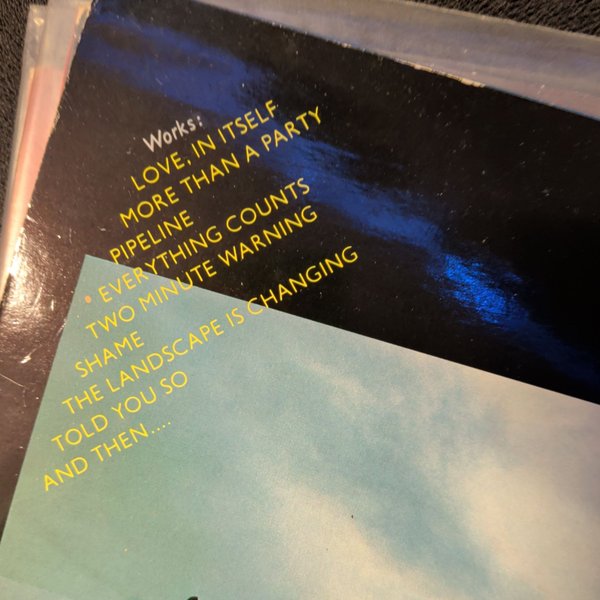 Works:
LOVE, IN ITSELF
MORE THAN A PARTY
PIPELINE
EVERYTHING COUNTS
TWO MINUTE WARNING
SHAME
THE LANDSCAPE IS CHANGING
TOLD YOU SO
AND THEN....